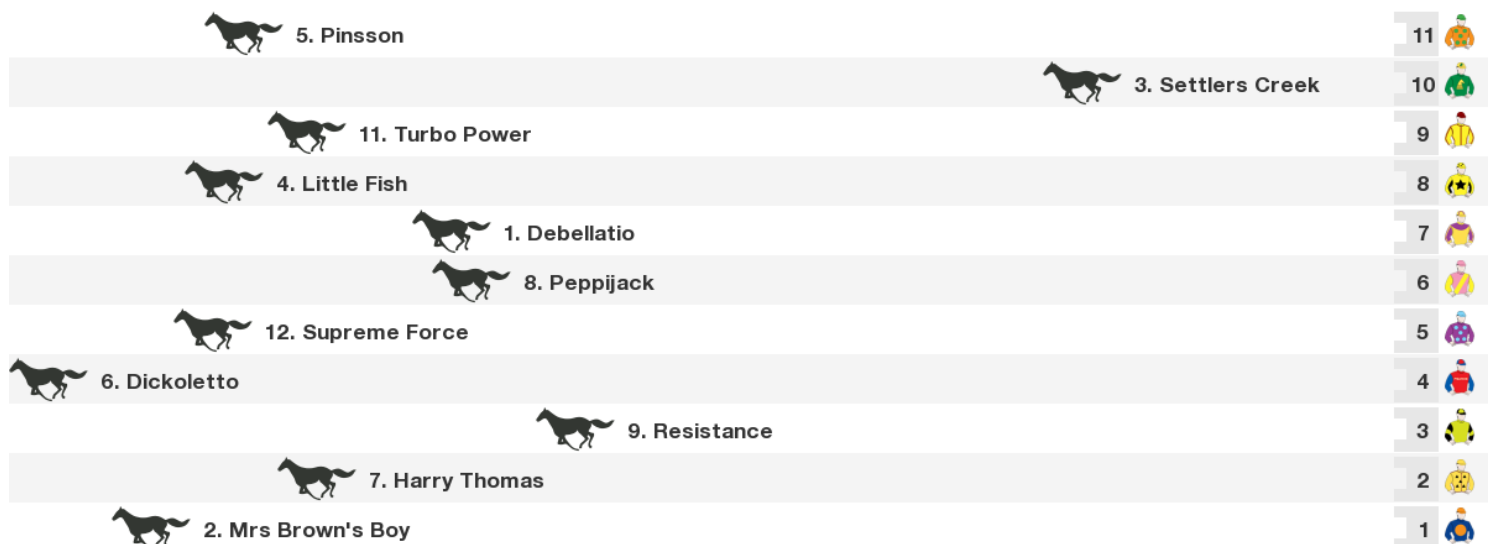 5. Pinsson 11
3. Settlers Creek 10
11. Turbo Power 9
4. Little Fish 8
1. Debellatio 7
8. Peppijack 6
12. Supreme Force 5
6. Dickoletto 4
9. Resistance 3
7. Harry Thomas 2
2. Mrs Brown's Boy 1